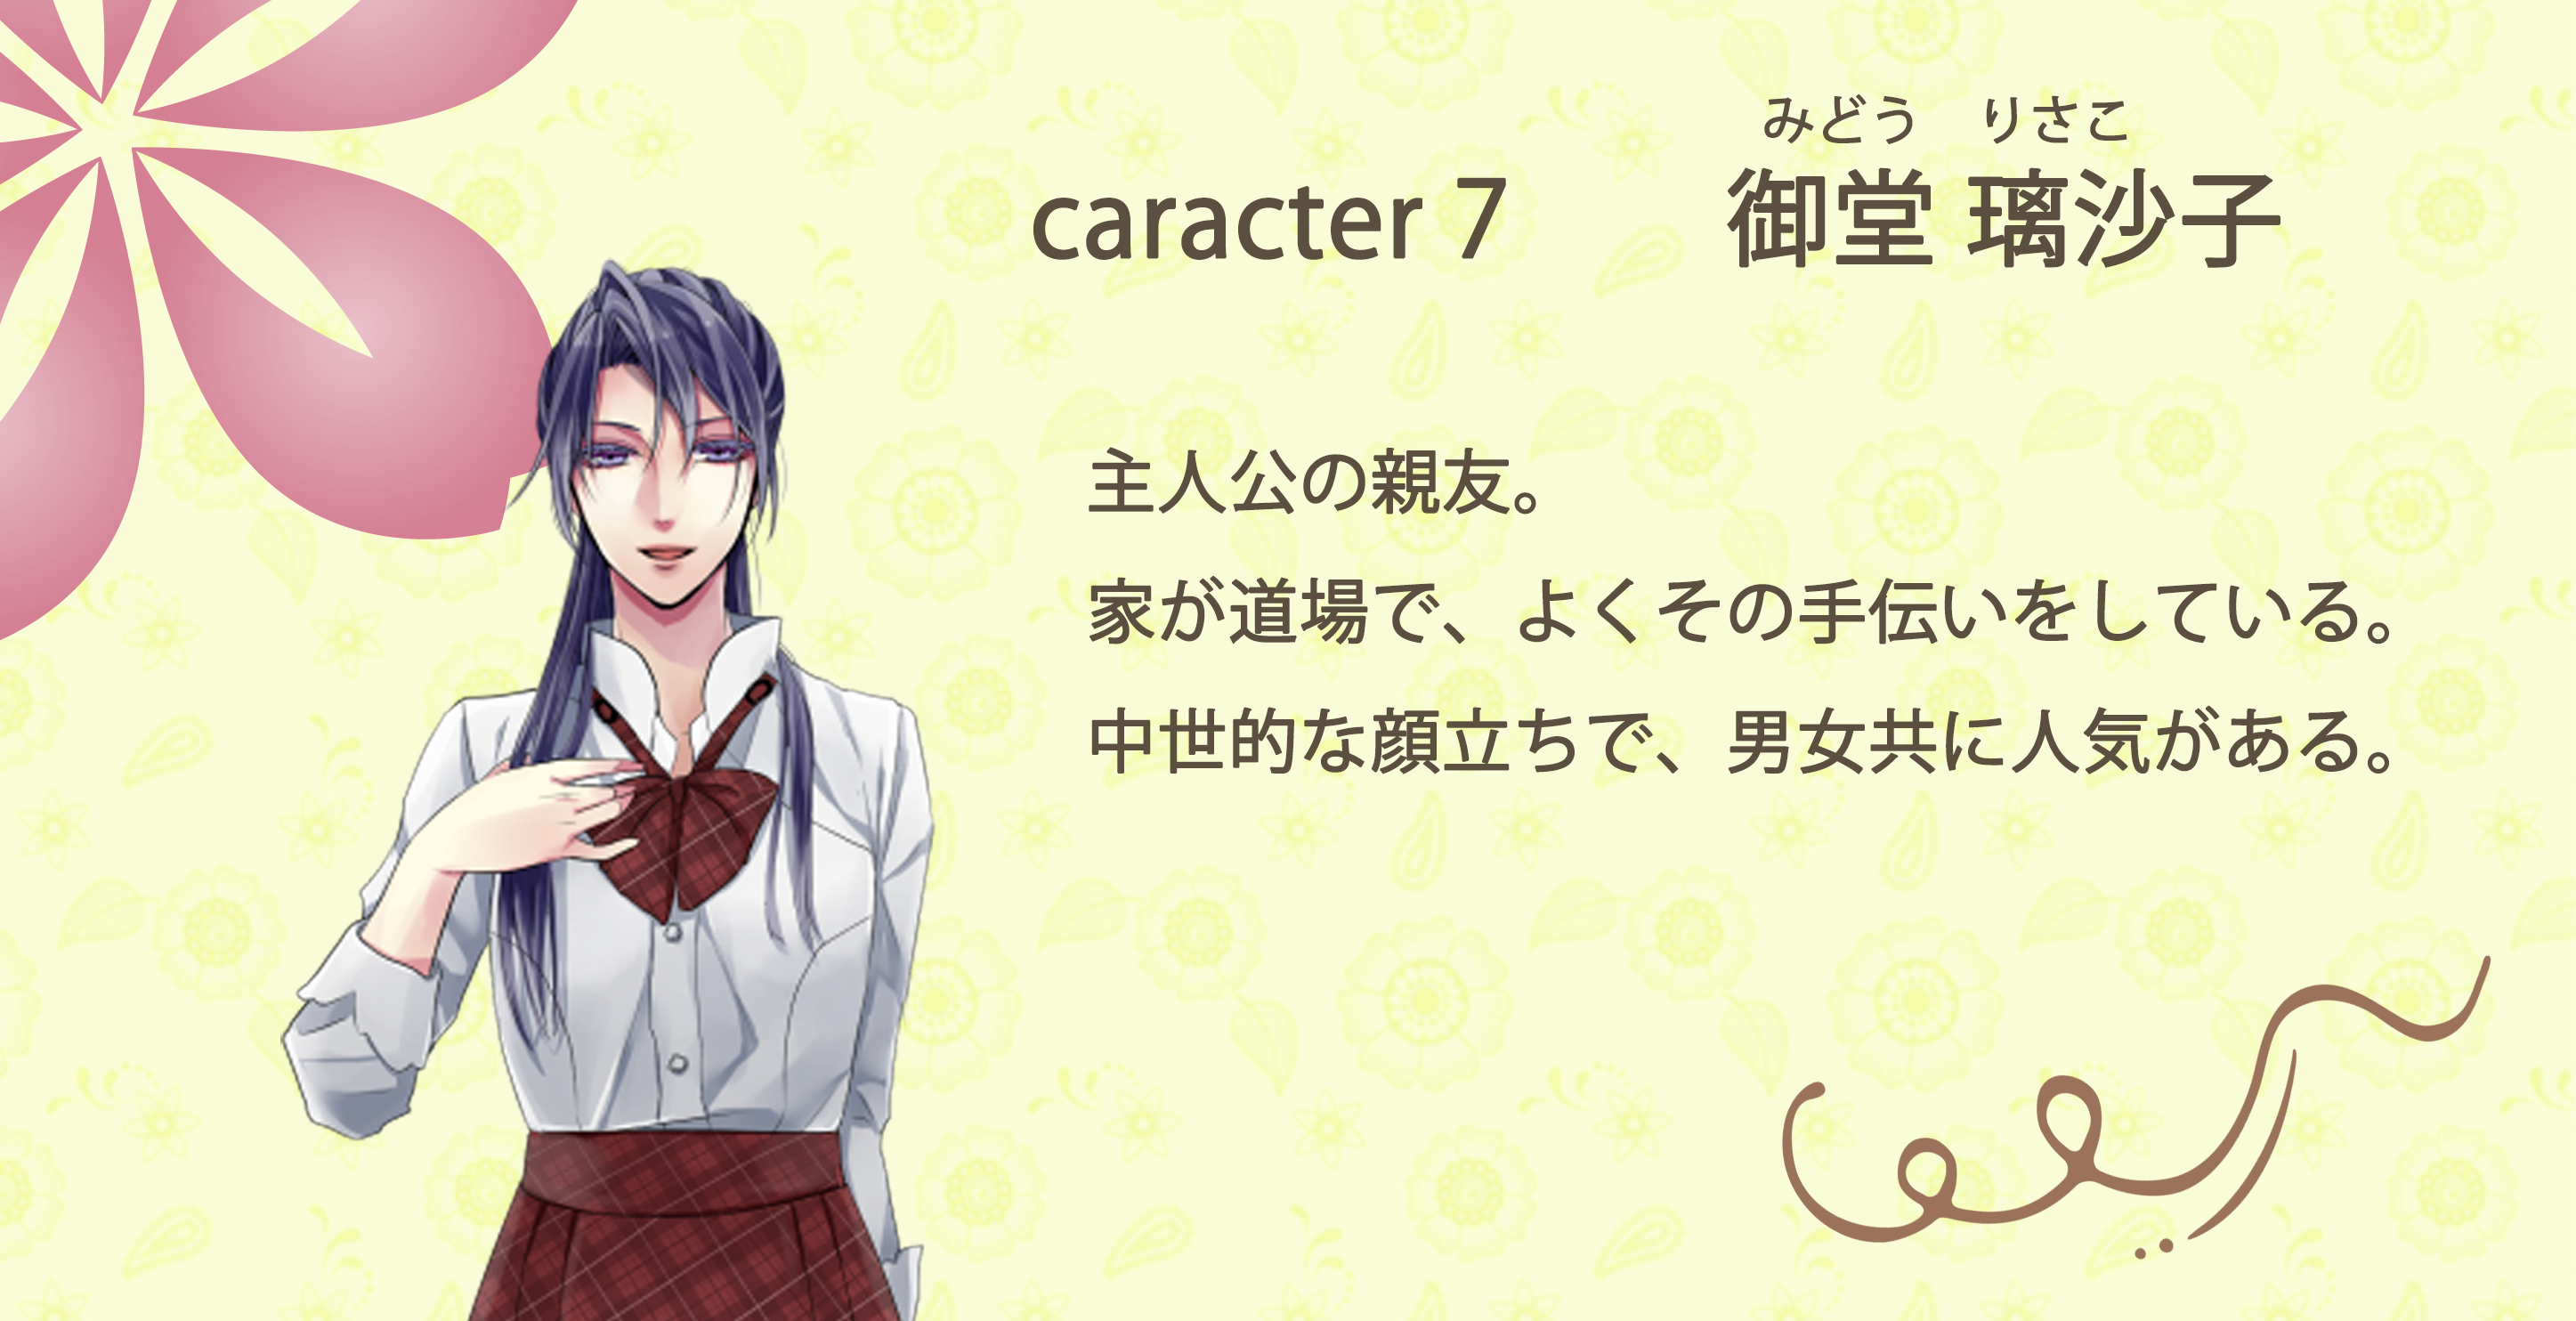 みどう りさこ
caracter 7 御堂 璃沙子
主人公の親友。
家が道場で、よくその手伝いをしている。
中世的な顔立ちで、男女共に人気がある。